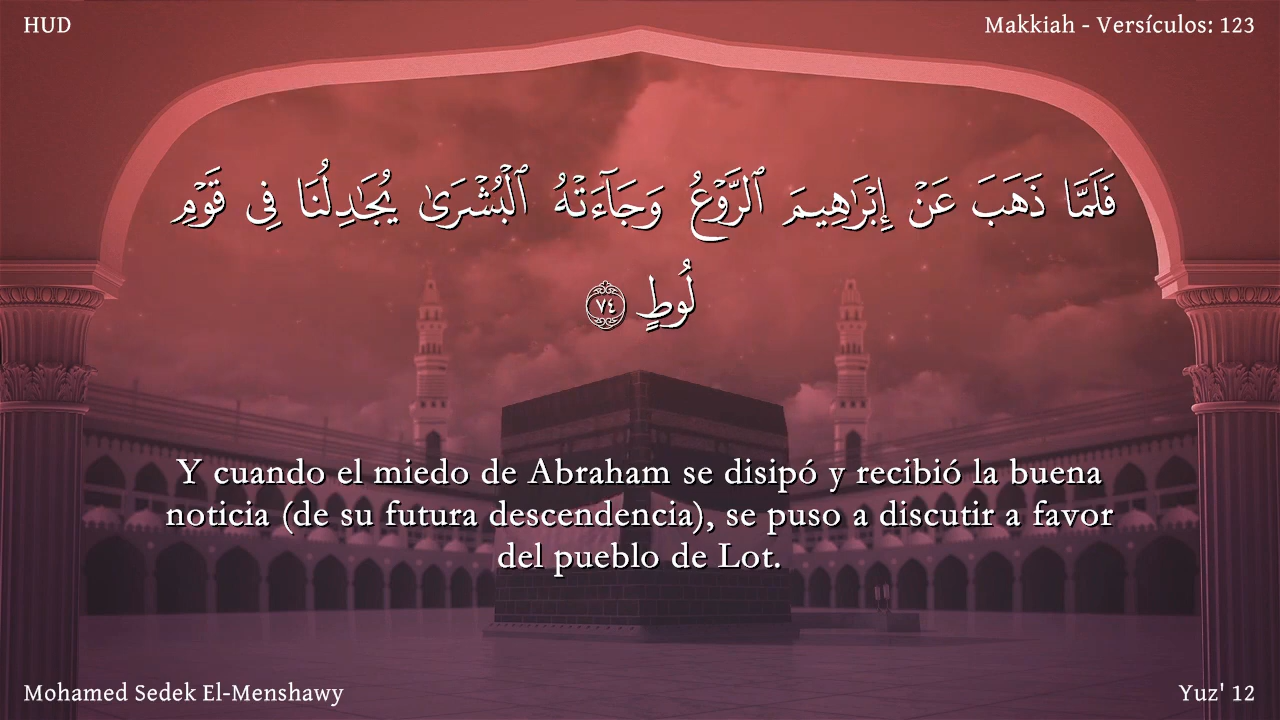 HUD
Makkiah - Versículos: 123
فَلَمَّا ذَهَبَ عَنْ إِبْرَٰهِيمَ ٱلرَّوْعُ وَجَآءَتْهُ ٱلْبُشْرَىٰ يُجَٰدِلُنَا فِى قَوْمِ
لُوطٍ ٧٤
Y cuando el miedo de Abraham se disipó y recibió la buena
noticia (de su futura descendencia), se puso a discutir a favor
del pueblo de Lot.
Mohamed Sedek El-Menshawy
Yuz' 12